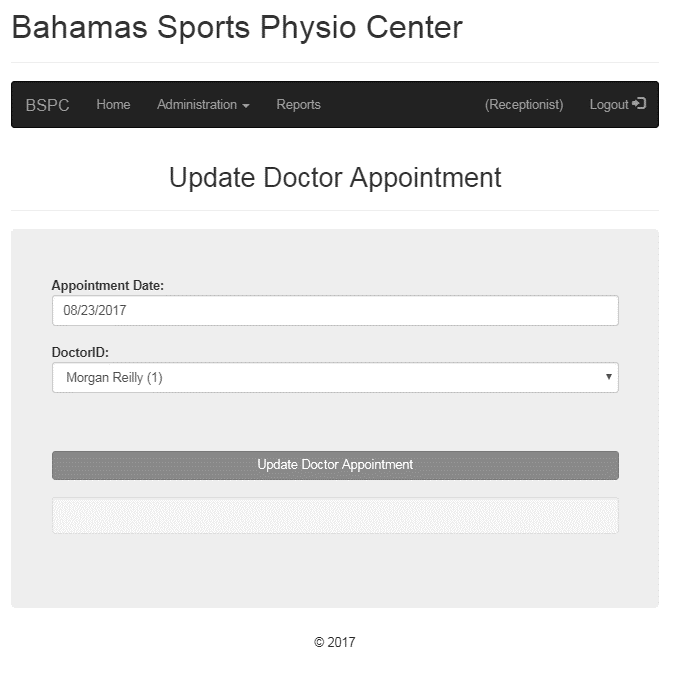 Bahamas Sports Physio Center
BSPC Home Administration Reports (Receptionist) Logout
Update Doctor Appointment
Appointment Date:
08/23/2017
DoctorID:
Morgan Reilly (1)
Update Doctor Appointment
© 2017